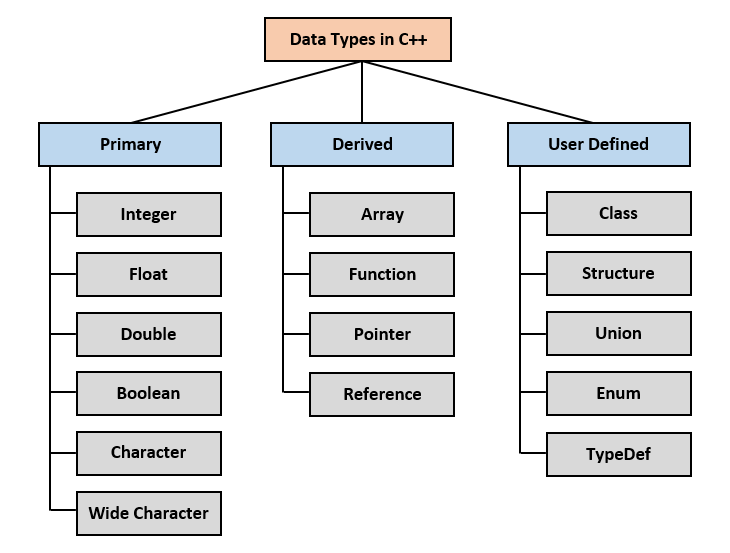 Data Types in C++
Primary
Derived
User Defined
Integer
Array
Class
Float
Function
Structure
Double
Pointer
Union
Boolean
Reference
Enum
Character
TypeDef
Wide Character